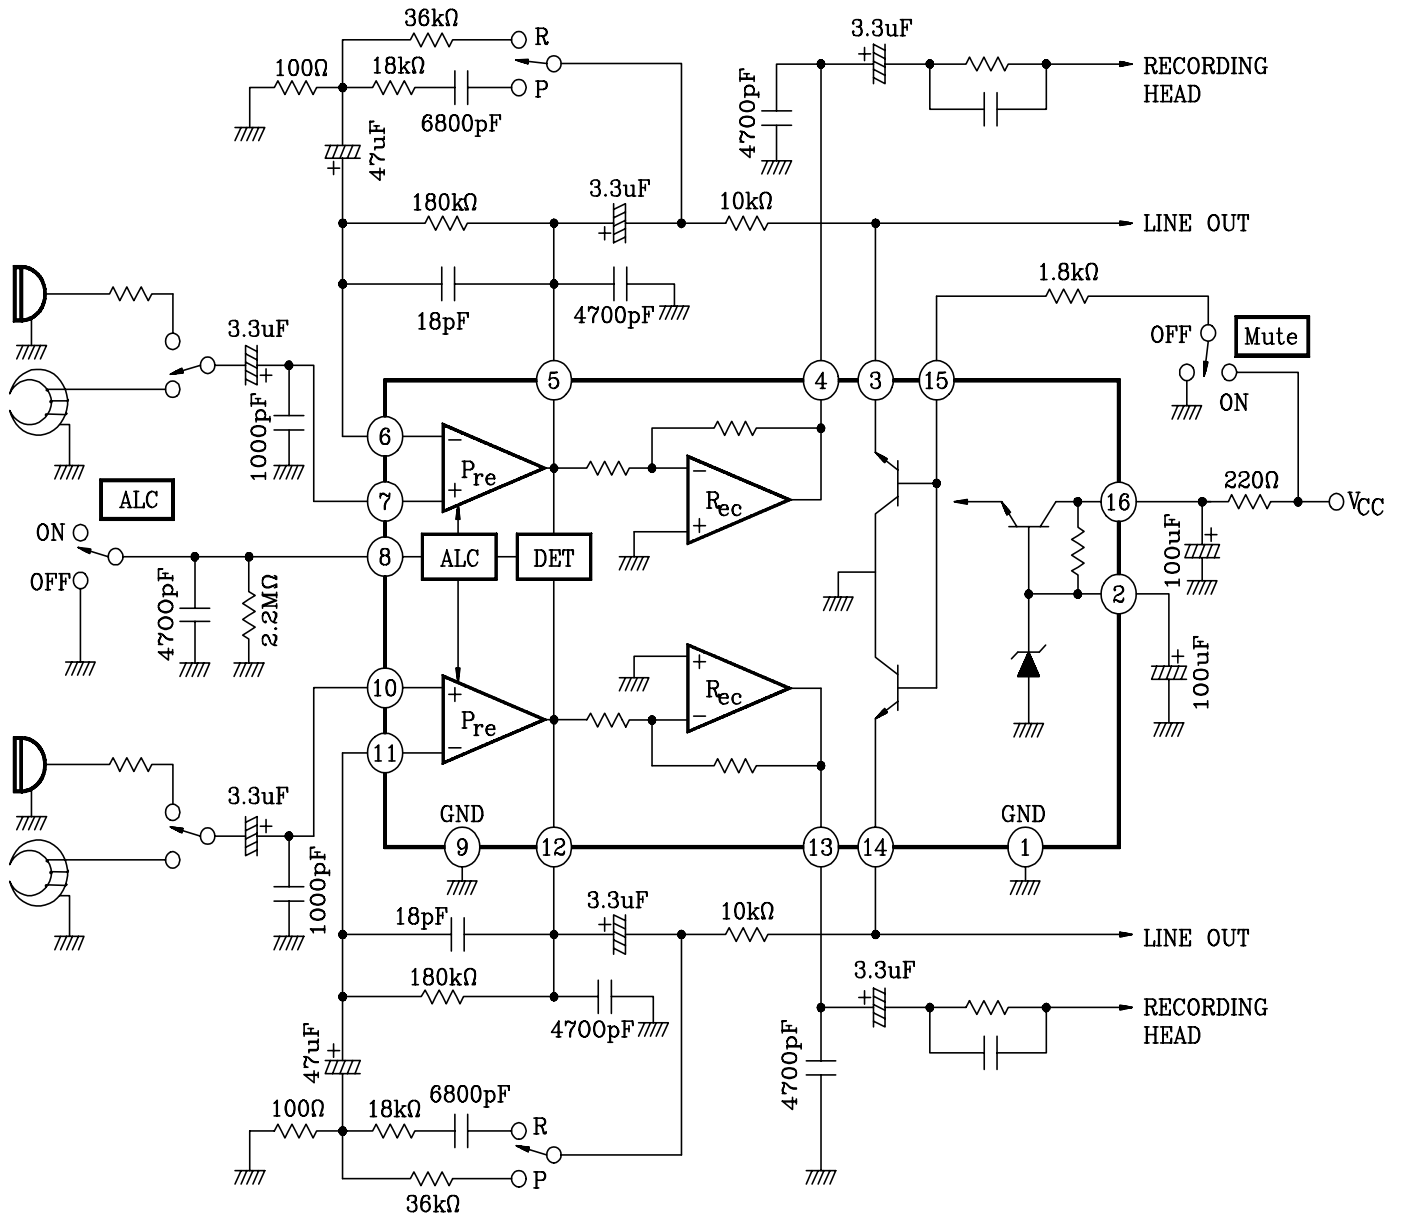 36kΩ
R
3.3uF
100Ω
18kΩ
P
6800pF
4700pF
RECORDING
HEAD
+
47uF
+
180kΩ
3.3uF
+
10kΩ
LINE OUT
18pF
4700pF
1.8kΩ
OFF
Mute
ON
3.3uF
+
1000pF
5
4
3
15
6
−
Pre
+
7
−
Rec
+
16
220Ω
VCC
ALC
ON
OFF
4700pF
2.2MΩ
8
ALC
DET
100uF
+
2
100uF
+
10
+
Pre
−
11
+
Rec
−
3.3uF
+
1000pF
GND
9
12
13
14
GND
1
18pF
3.3uF
+
10kΩ
LINE OUT
180kΩ
4700pF
3.3uF
+
RECORDING
HEAD
47uF
+
4700pF
100Ω
18kΩ
6800pF
R
P
36kΩ